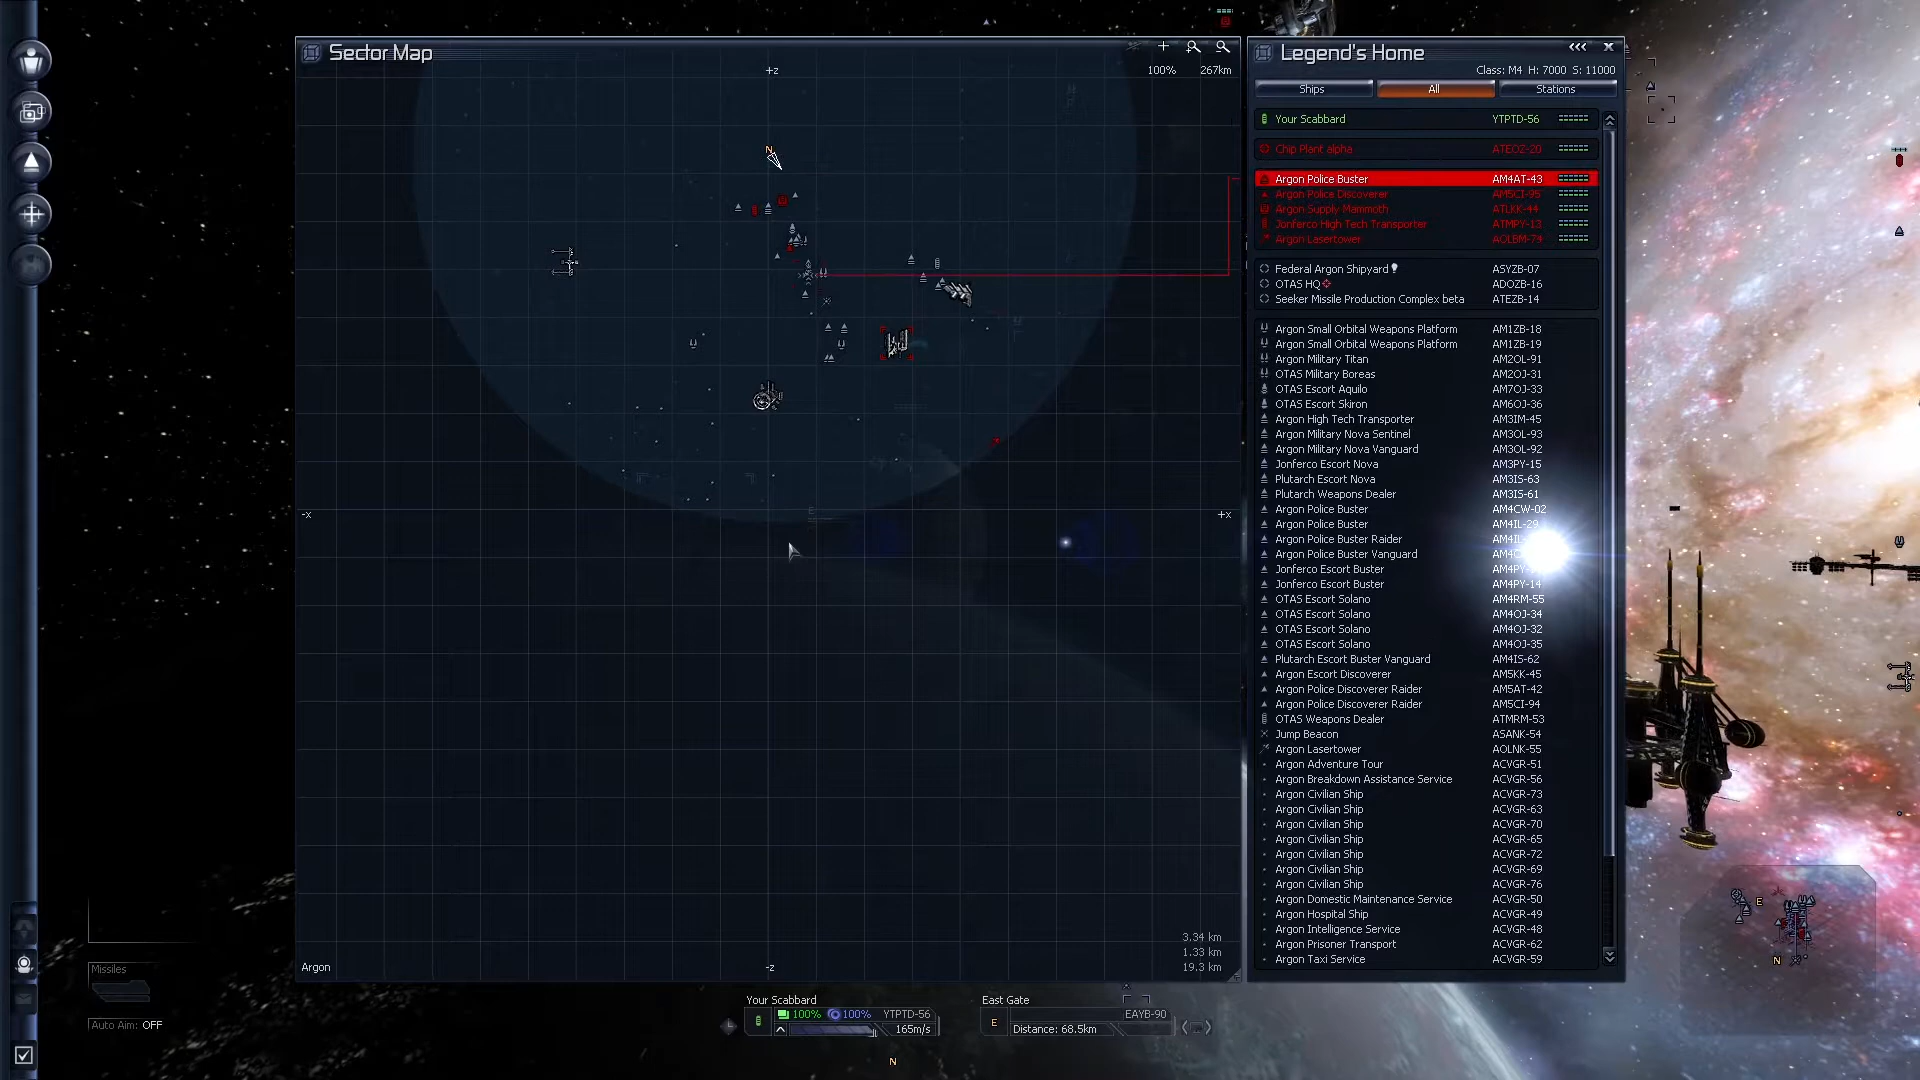 Sector Map
+z
100%
267km
N
-x
+x
3.34 km
1.33 km
19.3 km
Argon
-z
Legend's Home
Class: M4 H: 7000 S: 11000
Ships All Stations
Your Scabbard YTPTD-56
Chip Plant alpha ATEOZ-20
Argon Police Buster AM4AT-43
Argon Police Discoverer AM5CI-95
Argon Supply Mammoth ATLKK-44
Jonferco High Tech Transporter ATMPY-13
Argon Lasertower AOLBM-79
Federal Argon Shipyard ASYZB-07
OTAS HQ ADOZB-16
Seeker Missile Production Complex beta ATEZB-14
Argon Small Orbital Weapons Platform AM1ZB-18
Argon Small Orbital Weapons Platform AM1ZB-19
Argon Military Titan AM2OL-91
OTAS Military Boreas AM2OJ-31
OTAS Escort Aquilo AM7OJ-33
OTAS Escort Skiron AM6OJ-36
Argon High Tech Transporter AM3IM-45
Argon Military Nova Sentinel AM3OL-93
Argon Military Nova Vanguard AM3OL-92
Jonferco Escort Nova AM3PY-15
Plutarch Escort Nova AM3IS-63
Plutarch Weapons Dealer AM3IS-61
Argon Police Buster AM4CW-02
Argon Police Buster AM4IL-29
Argon Police Buster Raider
Argon Police Buster Vanguard
Jonferco Escort Buster
Jonferco Escort Buster AM4PY-14
OTAS Escort Solano AM4RM-55
OTAS Escort Solano AM4OJ-34
OTAS Escort Solano AM4OJ-32
OTAS Escort Solano AM4OJ-35
Plutarch Escort Buster Vanguard AM4IS-62
Argon Escort Discoverer AM5KK-45
Argon Police Discoverer Raider AM5AT-42
Argon Police Discoverer Raider AM5CI-94
OTAS Weapons Dealer ATMRM-53
Jump Beacon ASANK-54
Argon Lasertower AOLNK-55
Argon Adventure Tour ACVGR-51
Argon Breakdown Assistance Service ACVGR-56
Argon Civilian Ship ACVGR-73
Argon Civilian Ship ACVGR-63
Argon Civilian Ship ACVGR-70
Argon Civilian Ship ACVGR-65
Argon Civilian Ship ACVGR-72
Argon Civilian Ship ACVGR-69
Argon Civilian Ship ACVGR-76
Argon Domestic Maintenance Service ACVGR-50
Argon Hospital Ship ACVGR-49
Argon Intelligence Service ACVGR-48
Argon Prisoner Transport ACVGR-62
Argon Taxi Service ACVGR-59
E
N
Missiles
Auto Aim: OFF
Your Scabbard
100% 100% YTPTD-56
165m/s
East Gate
E
EAYB-90
Distance: 68.5km
N